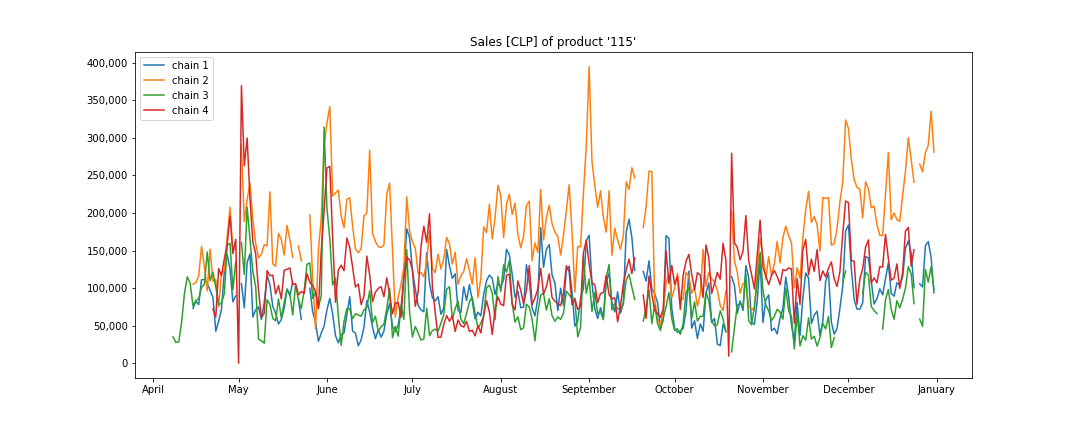 Sales [CLP] of product '115'
chain 1
chain 2
chain 3
chain 4
400,000
350,000
300,000
250,000
200,000
150,000
100,000
50,000
0
April May June July August September October November December January